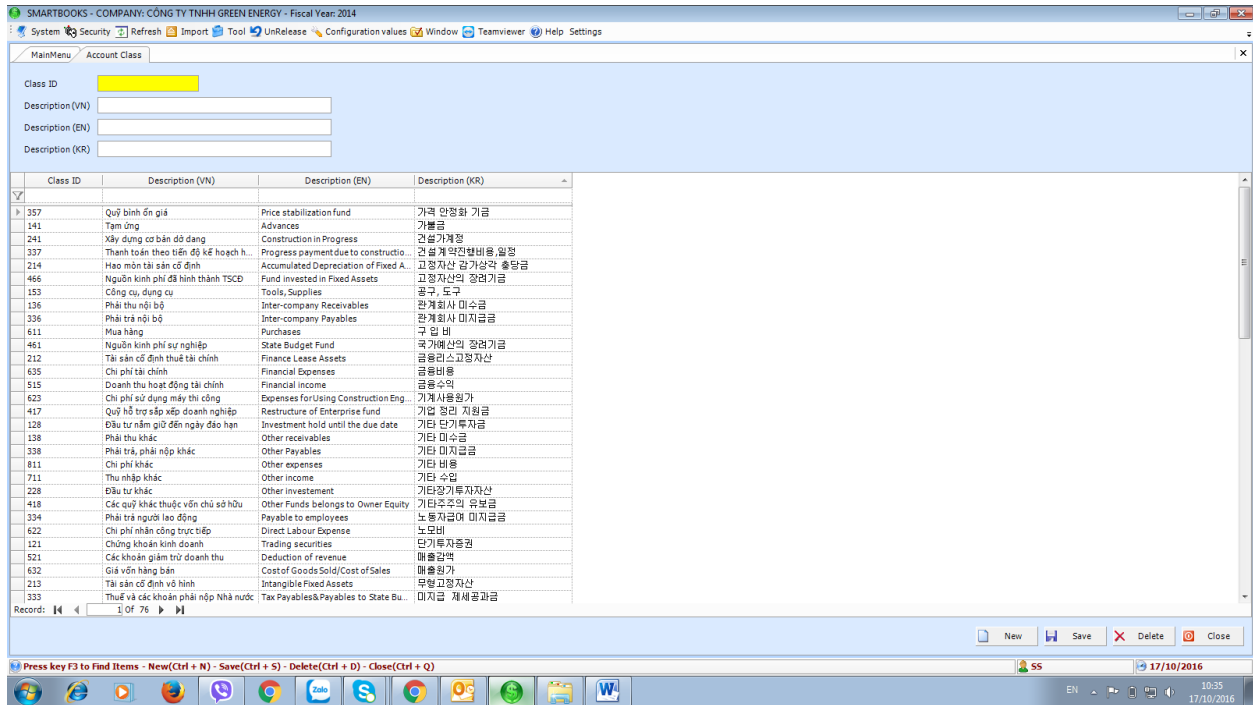 SMARTBOOKS - COMPANY: CÔNG TY TNHH GREEN ENERGY - Fiscal Year: 2014
System Security Refresh Import Tool UnRelease Configuration values Window Teamviewer Help Settings
MainMenu Account Class
Class ID
Description (VN)
Description (EN)
Description (KR)
Class ID Description (VN) Description (EN) Description (KR)
357 Quỹ bình ổn giá Price stabilization fund 가격 안정화 기금
141 Tạm ứng Advances 가불금
241 Xây dựng cơ bản dở dang Construction in Progress 건설가계정
337 Thanh toán theo tiến độ kế hoạch h... Progress payment due to constructio... 건설계약진행비용,일정
214 Hao mòn tài sản cố định Accumulated Depreciation of Fixed A... 고정자산 감가상각 충당금
466 Nguồn kinh phí đã hình thành TSCĐ Fund invested in Fixed Assets 고정자산의 장려기금
153 Công cụ, dụng cụ Tools, Supplies 공구, 도구
136 Phải thu nội bộ Inter-company Receivables 관계회사 미수금
336 Phải trả nội bộ Inter-company Payables 관계회사 미지급금
611 Mua hàng Purchases 구 입 비
461 Nguồn kinh phí sự nghiệp State Budget Fund 국가예산의 장려기금
212 Tài sản cố định thuê tài chính Finance Lease Assets 금융리스고정자산
635 Chi phí tài chính Financial Expenses 금융비용
515 Doanh thu hoạt động tài chính Financial income 금융수익
623 Chi phí sử dụng máy thi công Expenses for Using Construction Eng... 기계사용원가
417 Quỹ hỗ trợ sắp xếp doanh nghiệp Restructure of Enterprise fund 기업 정리 지원금
128 Đầu tư nắm giữ đến ngày đáo hạn Investment hold until the due date 기타 단기투자금
138 Phải thu khác Other receivables 기타 미수금
338 Phải trả, phải nộp khác Other Payables 기타 미지급금
811 Chi phí khác Other expenses 기타 비용
711 Thu nhập khác Other income 기타 수입
228 Đầu tư khác Other investement 기타장기투자자산
418 Các quỹ khác thuộc vốn chủ sở hữu Other Funds belongs to Owner Equity 기타주주의 유보금
334 Phải trả người lao động Payable to employees 노동자급여 미지급금
622 Chi phí nhân công trực tiếp Direct Labour Expense 노모비
121 Chứng khoán kinh doanh Trading securities 단기투자증권
521 Các khoản giảm trừ doanh thu Deduction of revenue 매출감액
632 Giá vốn hàng bán Cost of Goods Sold/Cost of Sales 매출원가
213 Tài sản cố định vô hình Intangible Fixed Assets 무형고정자산
333 Thuế và các khoản phải nộp Nhà nước Tax Payables&Payables to State Bu... 미지급 제세공과금
Record: 1 Of 76
New Save Delete Close
Press key F3 to Find Items - New(Ctrl + N) - Save(Ctrl + S) - Delete(Ctrl + D) - Close(Ctrl + Q) SS 17/10/2016
Zalo EN 10:35
17/10/2016